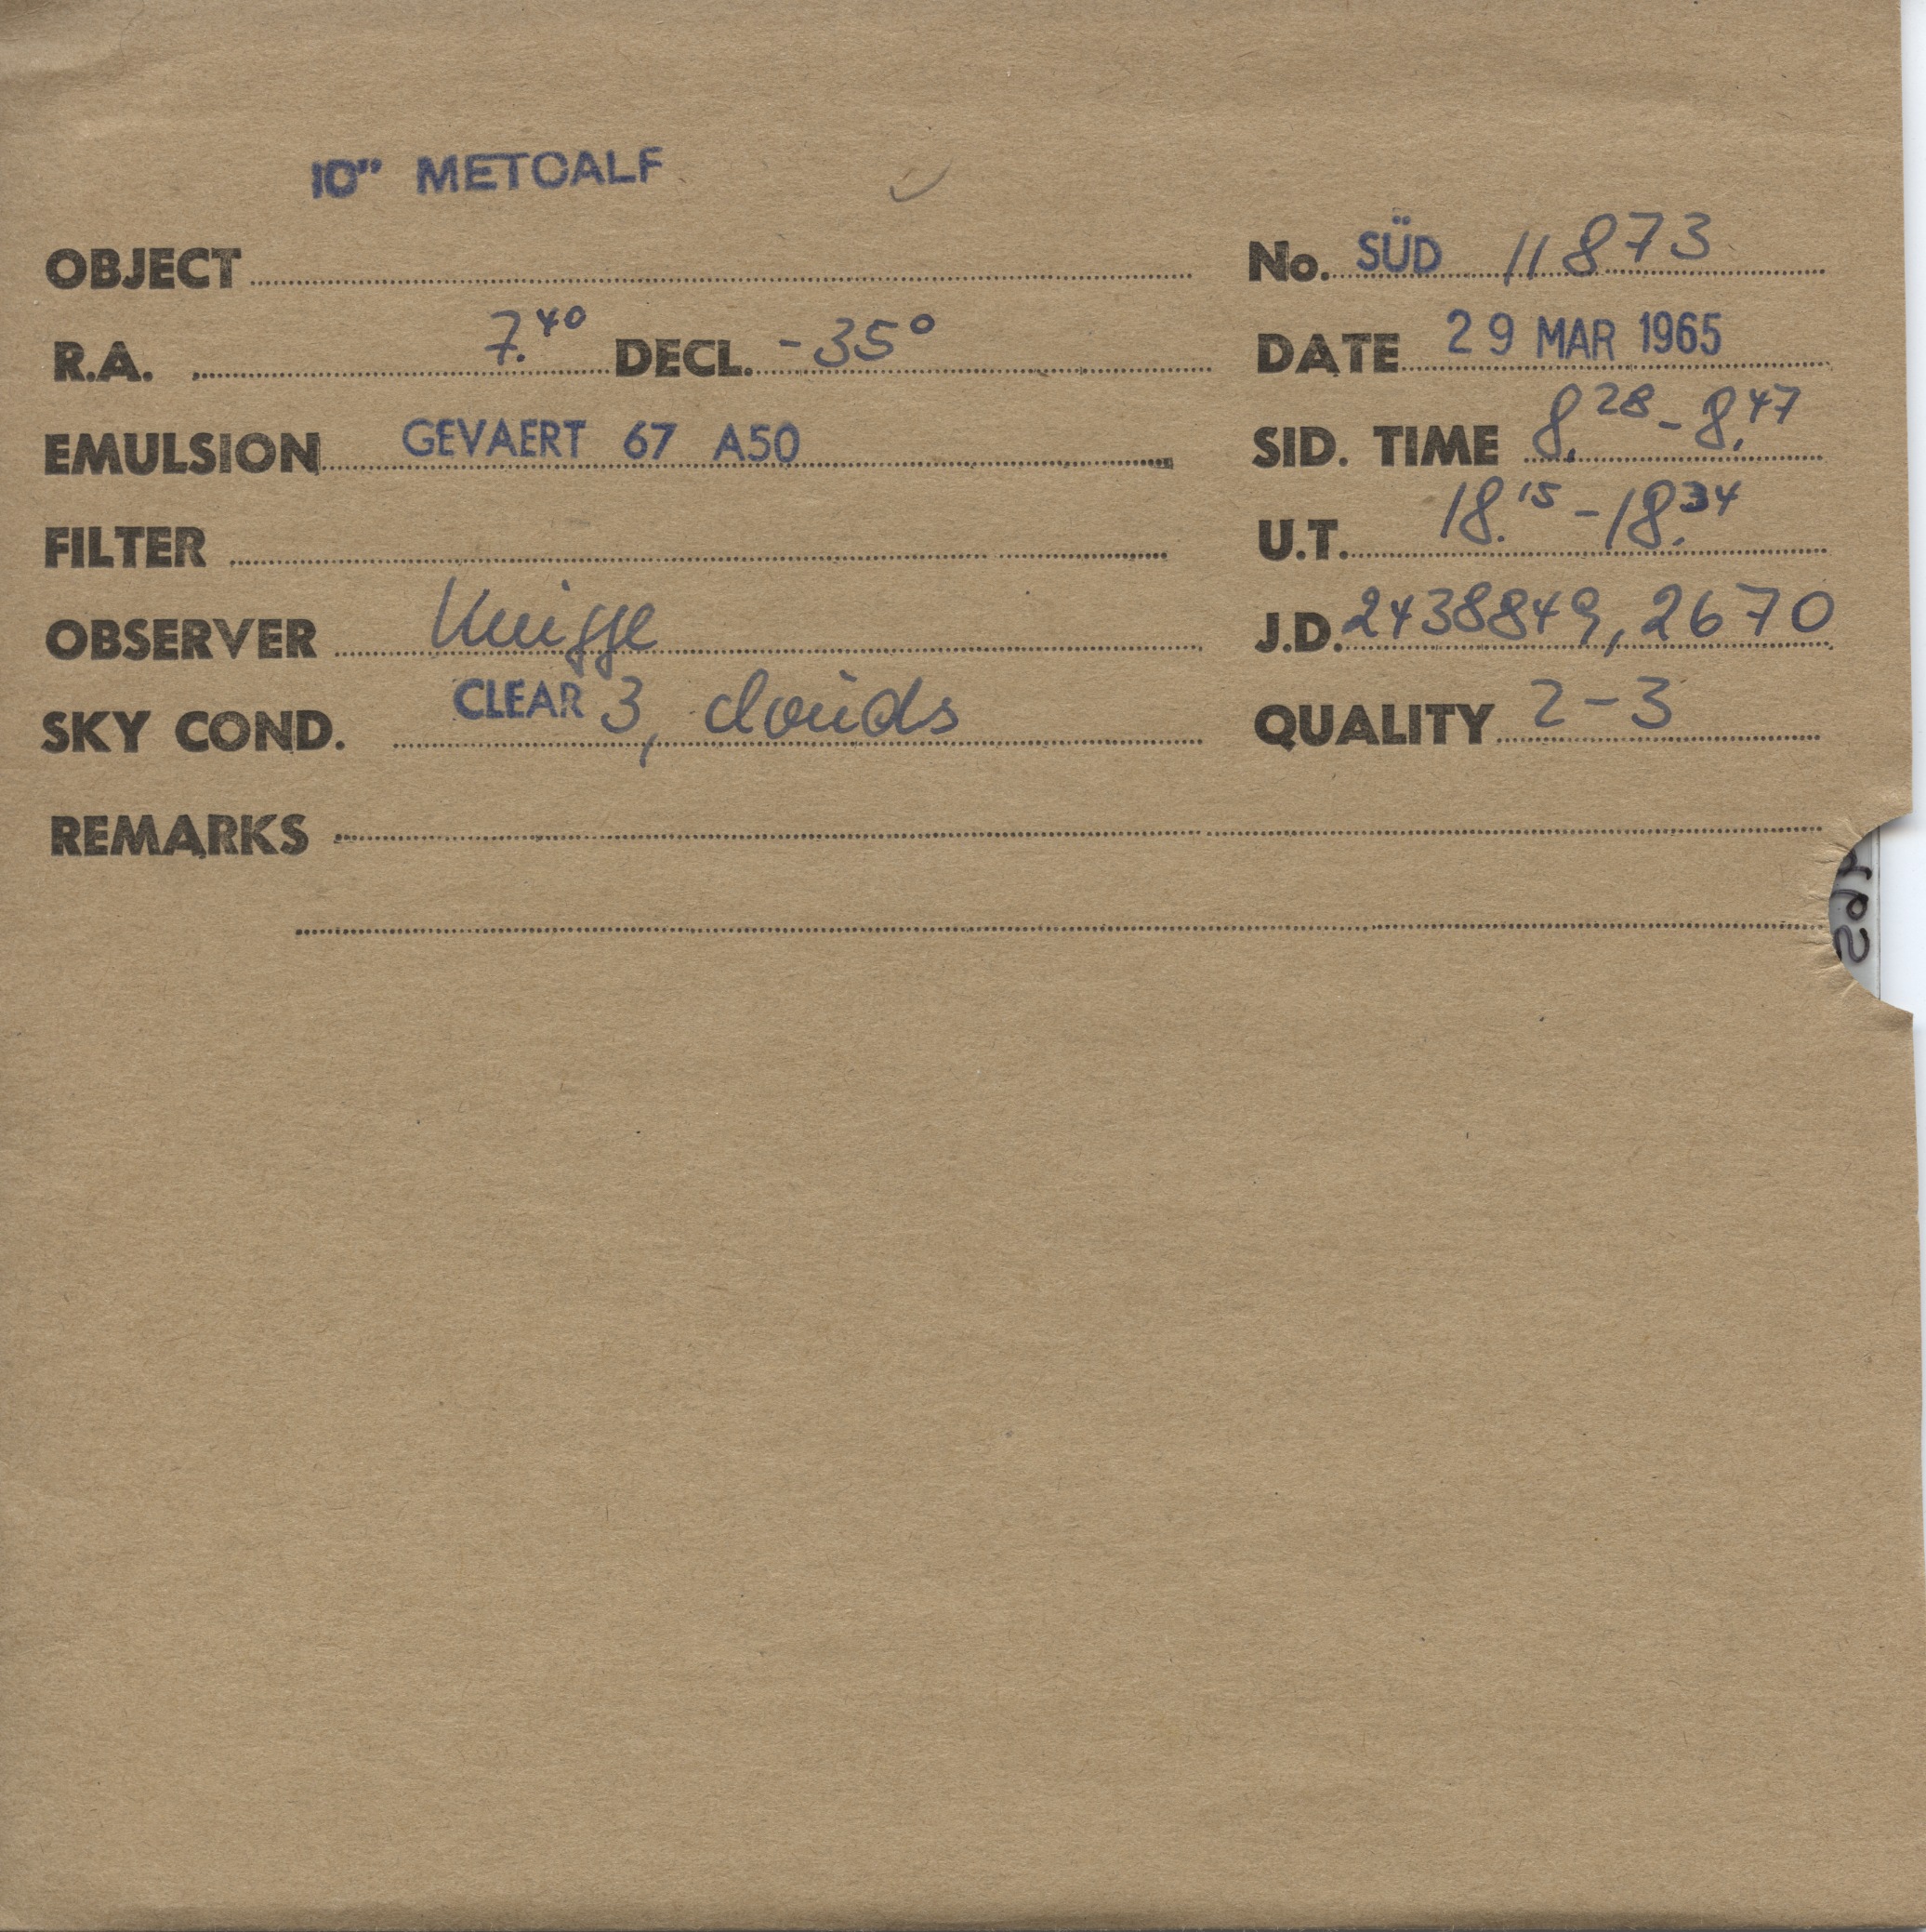 10" METCALF
OBJECT No. SÜD 11873
R.A. 7.40 DECL. -35° DATE 29 MAR 1965
EMULSION GEVAERT 67 A50 SID. TIME 8.28 - 8.47
FILTER U.T. 18.15 - 18.34
OBSERVER Knigge J.D. 2438849,2670
SKY COND. CLEAR 3, clouds QUALITY 2-3
REMARKS